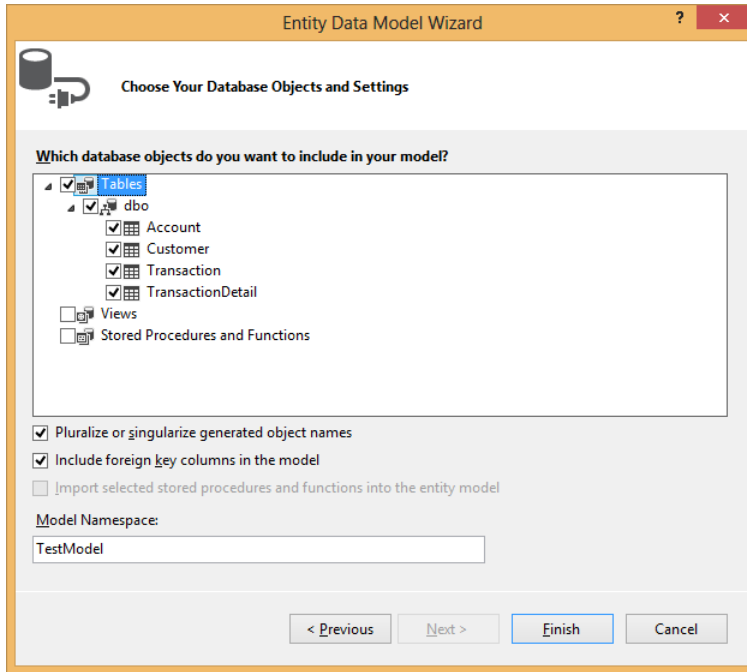 Entity Data Model Wizard
?
Choose Your Database Objects and Settings
Which database objects do you want to include in your model?
Tables
dbo
Account
Customer
Transaction
TransactionDetail
Views
Stored Procedures and Functions
Pluralize or singularize generated object names
Include foreign key columns in the model
Import selected stored procedures and functions into the entity model
Model Namespace:
TestModel
< Previous Next > Finish Cancel